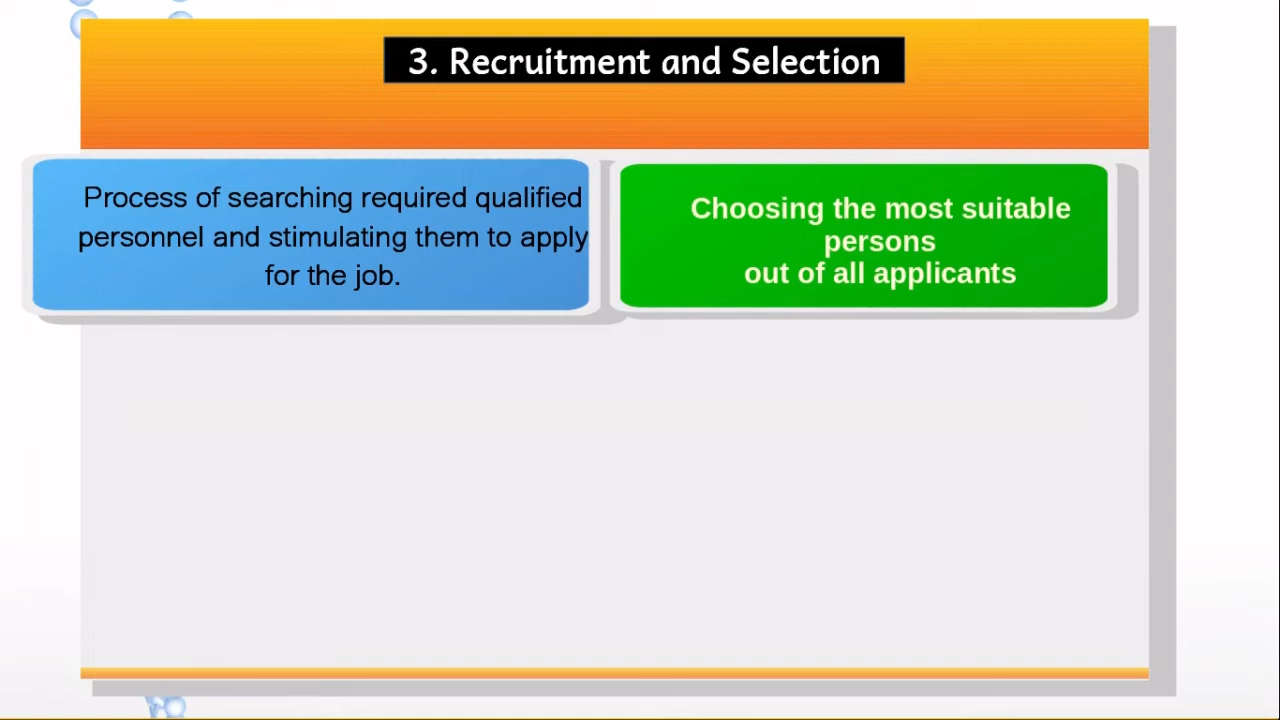 3. Recruitment and Selection
Process of searching required qualified
personnel and stimulating them to apply
for the job.
Choosing the most suitable
persons
out of all applicants